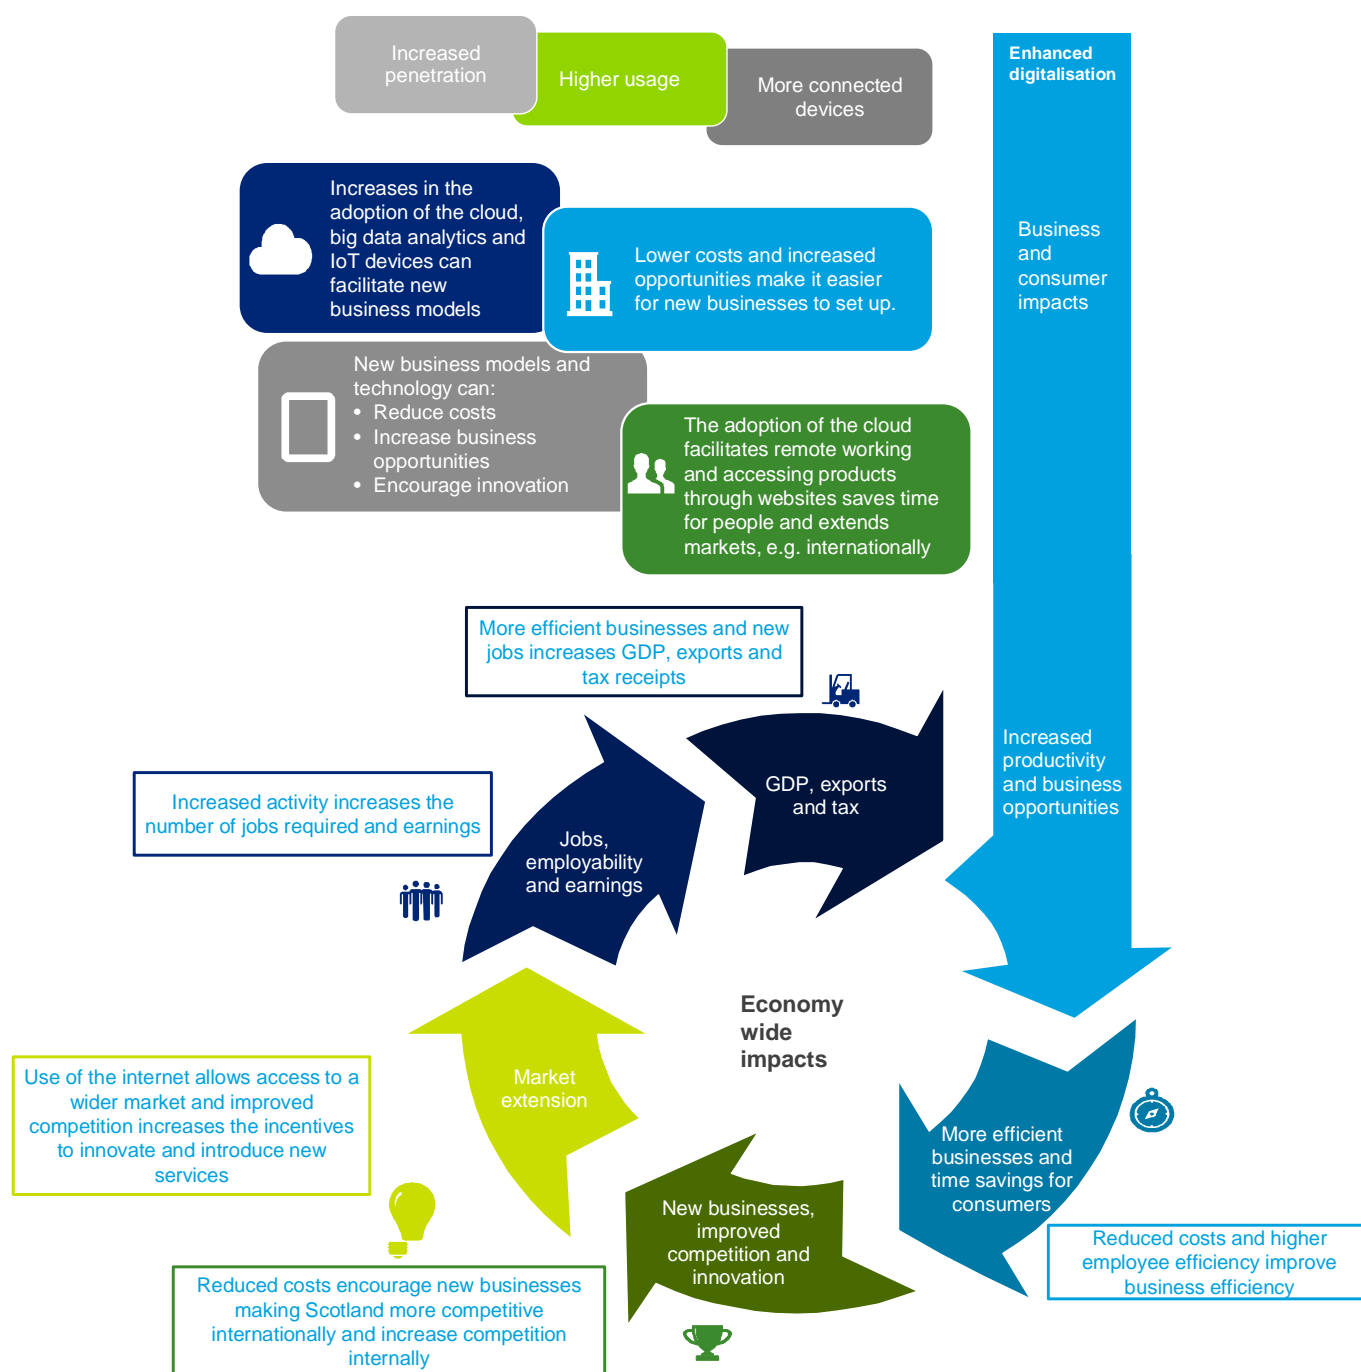 Increased
penetration
Higher usage
More connected
devices
Enhanced
digitalisation
Increases in the
adoption of the cloud,
big data analytics and
IoT devices can
facilitate new
business models
Lower costs and increased
opportunities make it easier
for new businesses to set up.
Business
and
consumer
impacts
New business models and
technology can:
• Reduce costs
• Increase business
opportunities
• Encourage innovation
The adoption of the cloud
facilitates remote working
and accessing products
through websites saves time
for people and extends
markets, e.g. internationally
More efficient businesses and new
jobs increases GDP, exports and
tax receipts
Increased
productivity
and business
opportunities
GDP, exports
and tax
Increased activity increases the
number of jobs required and earnings
Jobs,
employability
and earnings
Economy
wide
impacts
Market
extension
Use of the internet allows access to a
wider market and improved
competition increases the incentives
to innovate and introduce new
services
More efficient
businesses and
time savings for
consumers
New businesses,
improved
competition and
innovation
Reduced costs and higher
employee efficiency improve
business efficiency
Reduced costs encourage new businesses
making Scotland more competitive
internationally and increase competition
internally